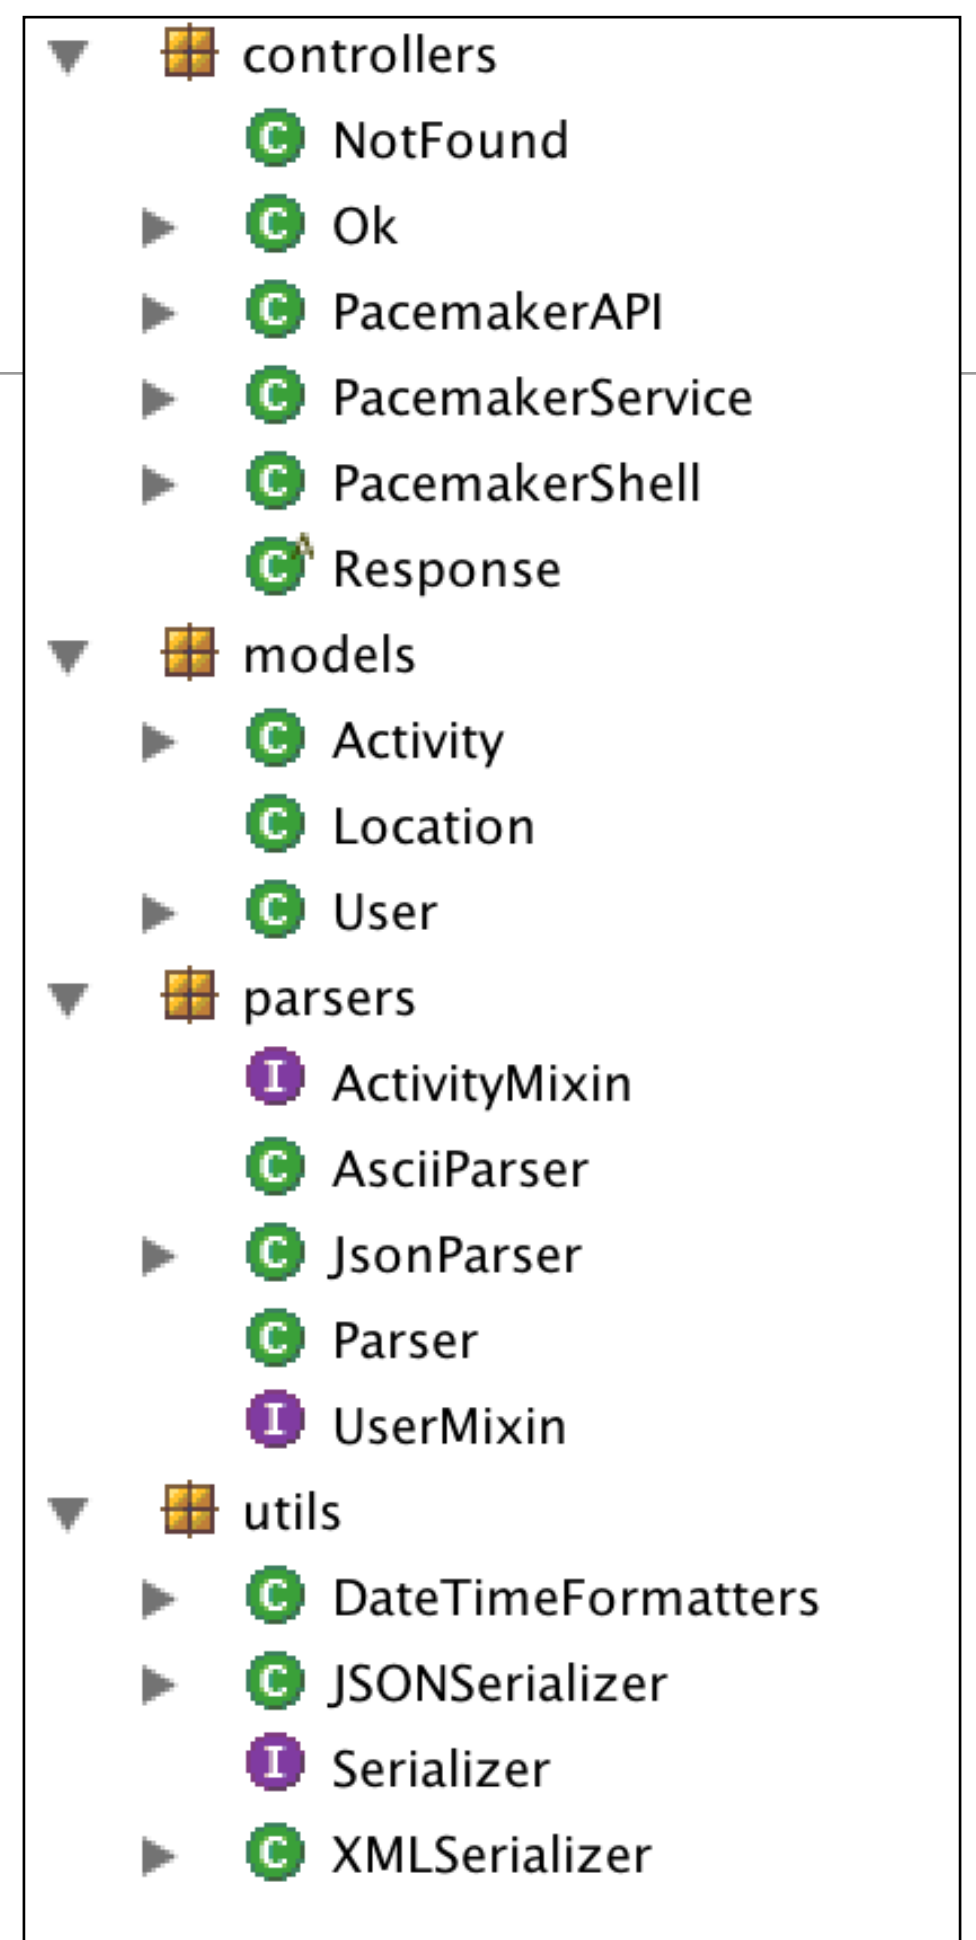 controllers
C NotFound
C Ok
C PacemakerAPI
C PacemakerService
C PacemakerShell
C A Response
models
C Activity
C Location
C User
parsers
I ActivityMixin
C AsciiParser
C JsonParser
C Parser
I UserMixin
utils
C DateTimeFormatters
C JSONSerializer
I Serializer
C XMLSerializer